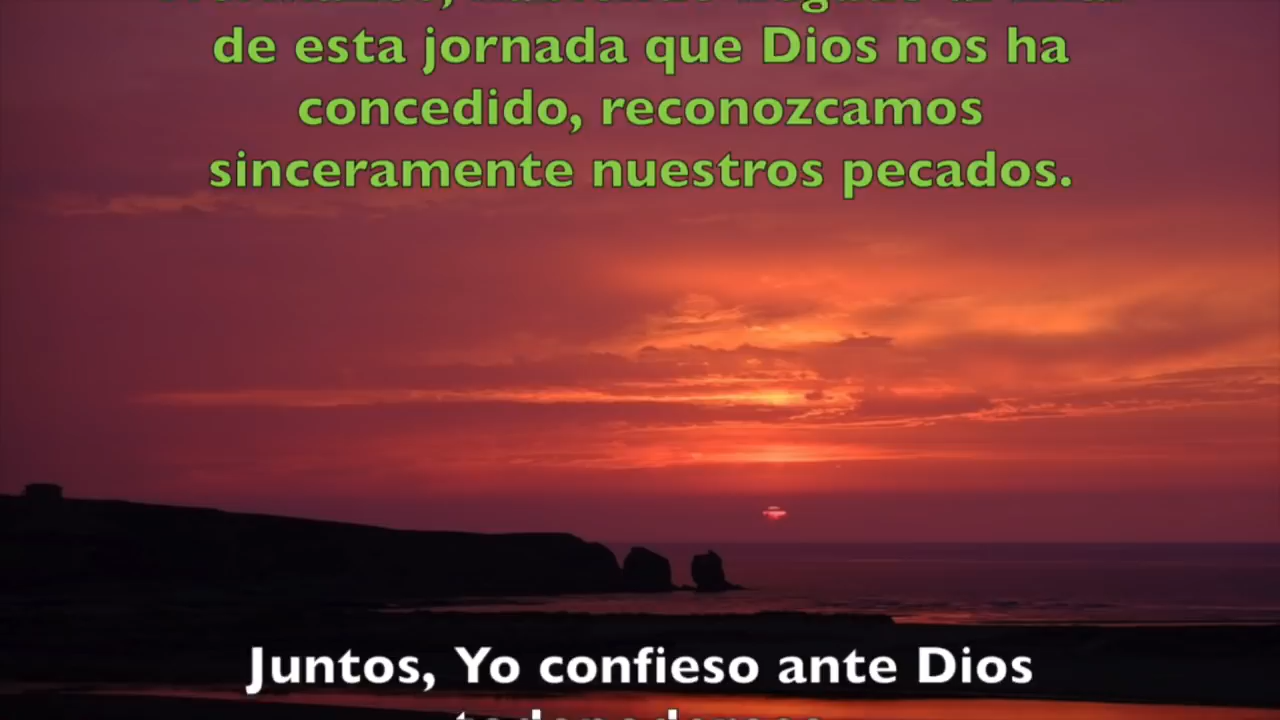 de esta jornada que Dios nos ha
concedido, reconozcamos
sinceramente nuestros pecados.
Juntos, Yo confieso ante Dios